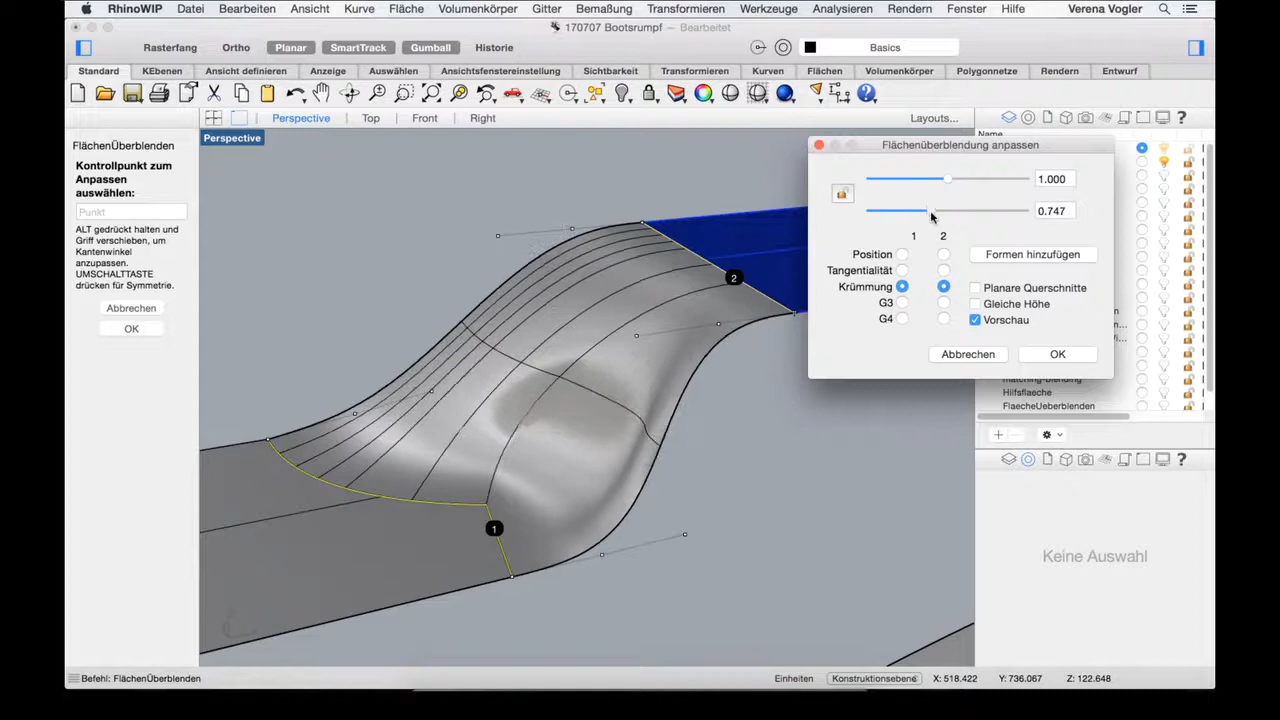 RhinoWIP Datei Bearbeiten Ansicht Kurve Fläche Volumenkörper Gitter Bemaßung Transformieren Werkzeuge Analysieren Rendern Fenster Hilfe Verena Vogler
170707 Bootsrumpf — Bearbeitet
Rasterfang Ortho Planar SmartTrack Gumball Historie Basics
Standard KEbenen Ansicht definieren Anzeige Auswählen Ansichtsfenstereinstellung Sichtbarkeit Transformieren Kurven Flächen Volumenkörper Polygonnetze Rendern Entwurf
Perspective Top Front Right Layouts...
Perspective
Name
FlächenÜberblenden
Kontrollpunkt zum
Anpassen
auswählen:
Punkt
ALT gedrückt halten und
Griff verschieben, um
Kantenwinkel
anzupassen.
UMSCHALTTASTE
drücken für Symmetrie.
Abbrechen
OK
Flächenüberblendung anpassen
1.000
0.747
1 2
Position
Tangentialität
Krümmung
G3
G4
Formen hinzufügen
Planare Querschnitte
Gleiche Höhe
Vorschau
Abbrechen OK
2
1
matching-blending
Hilfsflaeche
FlaecheUeberblenden
Keine Auswahl
Befehl: FlächenÜberblenden Einheiten Konstruktionsebene X: 518.422 Y: 736.067 Z: 122.648